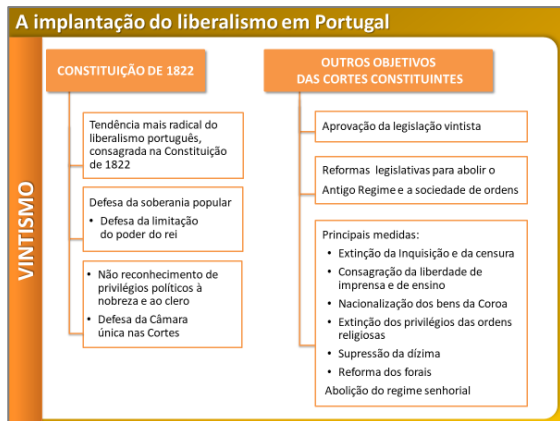 A implantação do liberalismo em Portugal
VINTISMO
CONSTITUIÇÃO DE 1822
Tendência mais radical do
liberalismo português,
consagrada na Constituição
de 1822
Defesa da soberania popular
• Defesa da limitação
do poder do rei
• Não reconhecimento de
privilégios políticos à
nobreza e ao clero
• Defesa da Câmara
única nas Cortes
OUTROS OBJETIVOS
DAS CORTES CONSTITUINTES
Aprovação da legislação vintista
Reformas legislativas para abolir o
Antigo Regime e a sociedade de ordens
Principais medidas:
• Extinção da Inquisição e da censura
• Consagração da liberdade de
imprensa e de ensino
• Nacionalização dos bens da Coroa
• Extinção dos privilégios das ordens
religiosas
• Supressão da dízima
• Reforma dos forais
Abolição do regime senhorial